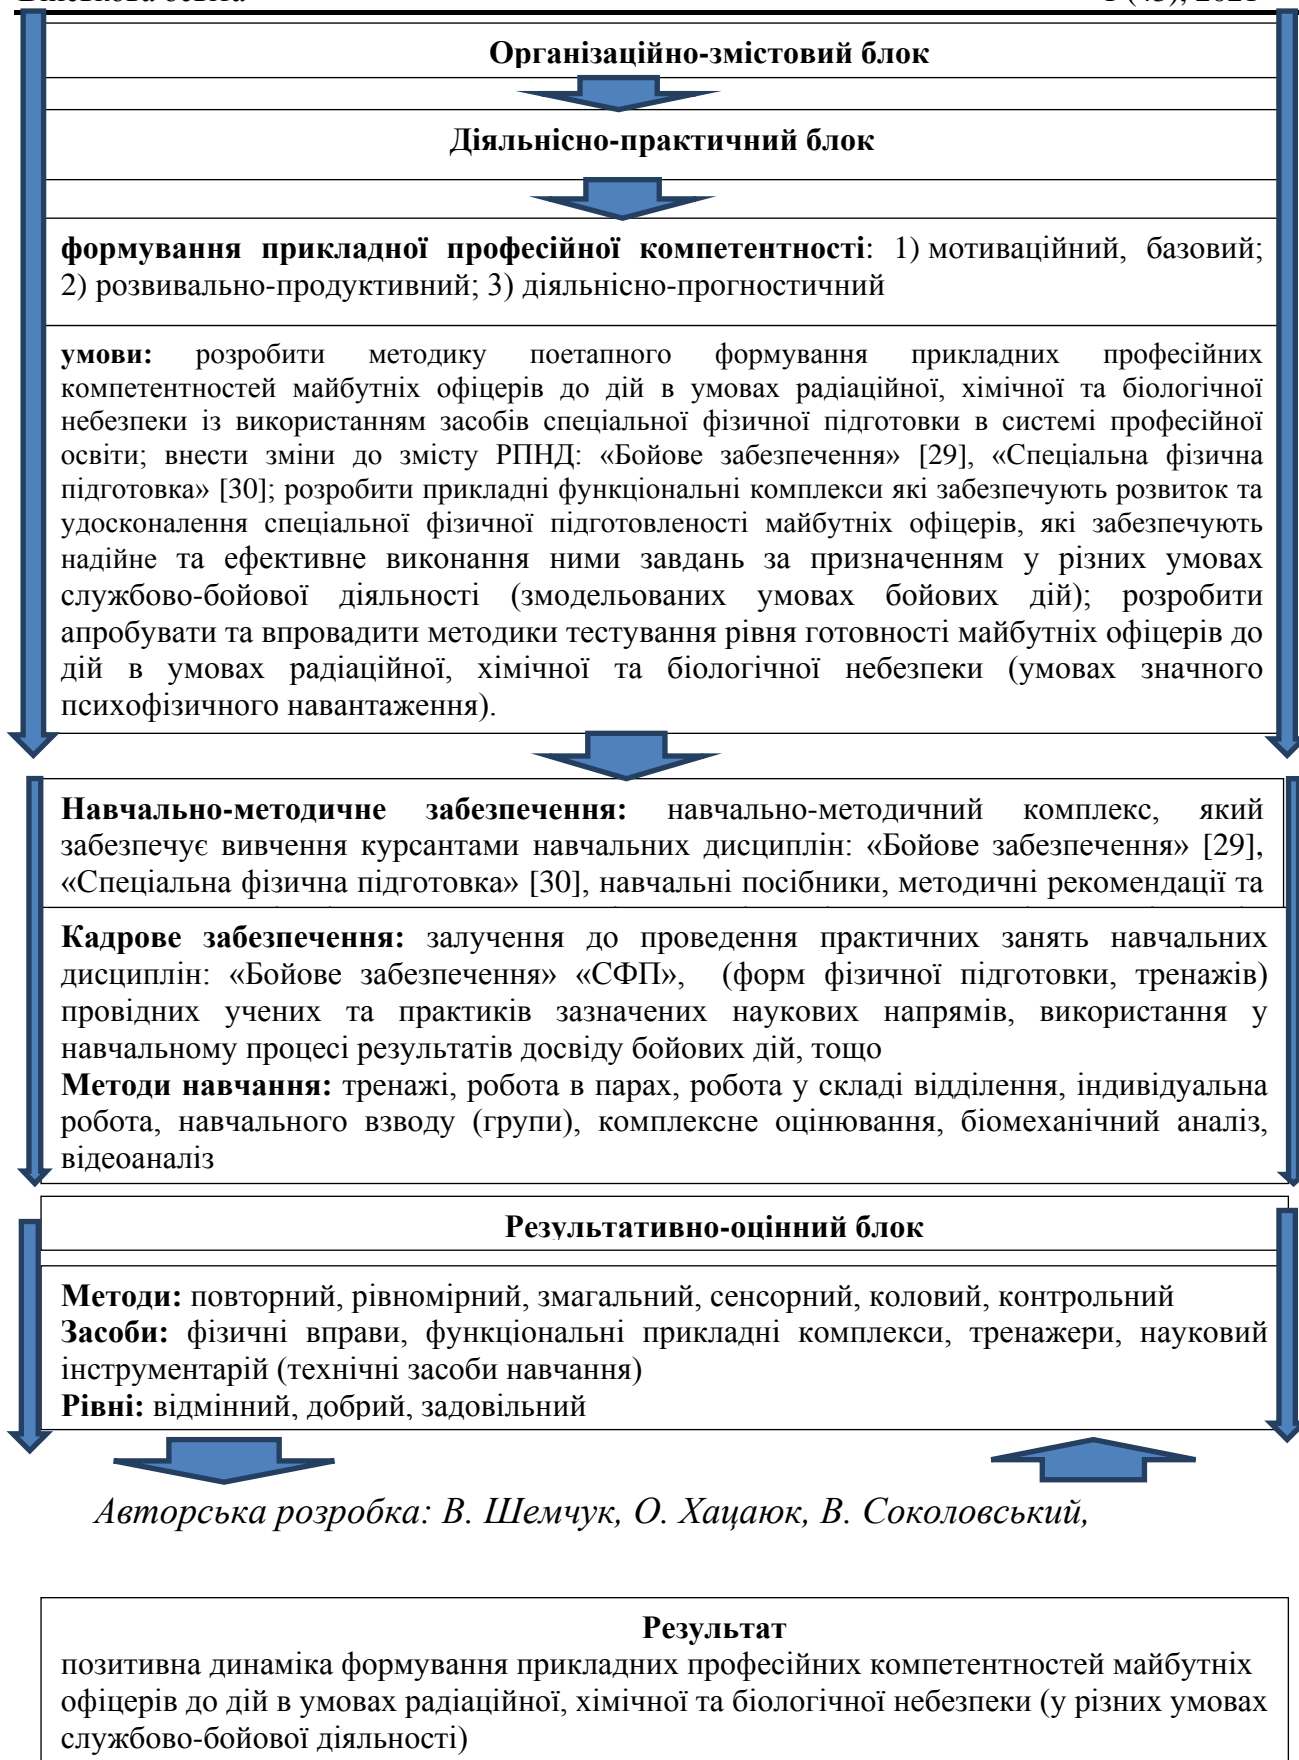 Організаційно-змістовий блок
Діяльнісно-практичний блок
формування прикладної професійної компетентності: 1) мотиваційний, базовий;
2) розвивально-продуктивний; 3) діяльнісно-прогностичний
умови: розробити методику поетапного формування прикладних професійних
компетентностей майбутніх офіцерів до дій в умовах радіаційної, хімічної та біологічної
небезпеки із використанням засобів спеціальної фізичної підготовки в системі професійної
освіти; внести зміни до змісту РПНД: «Бойове забезпечення» [29], «Спеціальна фізична
підготовка» [30]; розробити прикладні функціональні комплекси які забезпечують розвиток та
удосконалення спеціальної фізичної підготовленості майбутніх офіцерів, які забезпечують
надійне та ефективне виконання ними завдань за призначенням у різних умовах
службово-бойової діяльності (змодельованих умовах бойових дій); розробити
апробувати та впровадити методики тестування рівня готовності майбутніх офіцерів до
дій в умовах радіаційної, хімічної та біологічної небезпеки (умовах значного
психофізичного навантаження).
Навчально-методичне забезпечення: навчально-методичний комплекс, який
забезпечує вивчення курсантами навчальних дисциплін: «Бойове забезпечення» [29],
«Спеціальна фізична підготовка» [30], навчальні посібники, методичні рекомендації та
Кадрове забезпечення: залучення до проведення практичних занять навчальних
дисциплін: «Бойове забезпечення» «СФП», (форм фізичної підготовки, тренажів)
провідних учених та практиків зазначених наукових напрямів, використання у
навчальному процесі результатів досвіду бойових дій, тощо
Методи навчання: тренажі, робота в парах, робота у складі відділення, індивідуальна
робота, навчального взводу (групи), комплексне оцінювання, біомеханічний аналіз,
відеоаналіз
Результативно-оцінний блок
Методи: повторний, рівномірний, змагальний, сенсорний, коловий, контрольний
Засоби: фізичні вправи, функціональні прикладні комплекси, тренажери, науковий
інструментарій (технічні засоби навчання)
Рівні: відмінний, добрий, задовільний
Авторська розробка: В. Шемчук, О. Хацаюк, В. Соколовський,
Результат
позитивна динаміка формування прикладних професійних компетентностей майбутніх
офіцерів до дій в умовах радіаційної, хімічної та біологічної небезпеки (у різних умовах
службово-бойової діяльності)